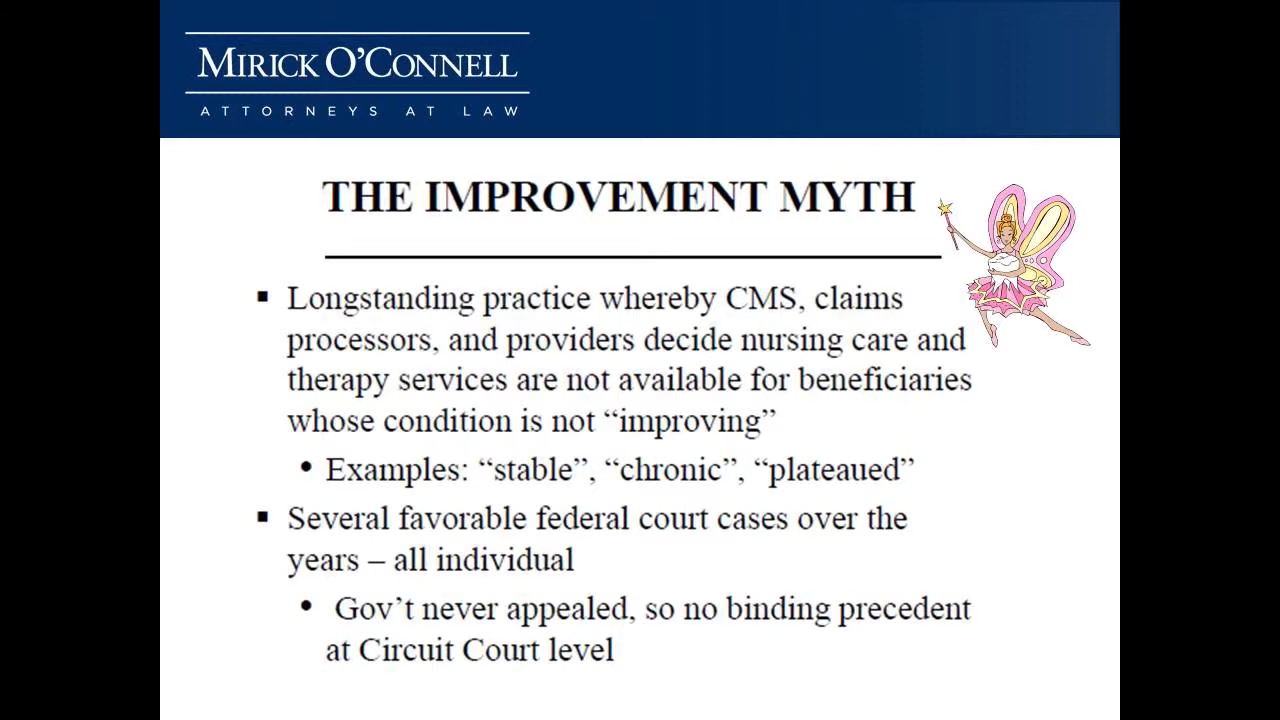 MIRICK O’CONNELL
ATTORNEYS AT LAW
THE IMPROVEMENT MYTH
▪ Longstanding practice whereby CMS, claims
processors, and providers decide nursing care and
therapy services are not available for beneficiaries
whose condition is not “improving”
• Examples: “stable”, “chronic”, “plateaued”
▪ Several favorable federal court cases over the
years – all individual
• Gov’t never appealed, so no binding precedent
at Circuit Court level